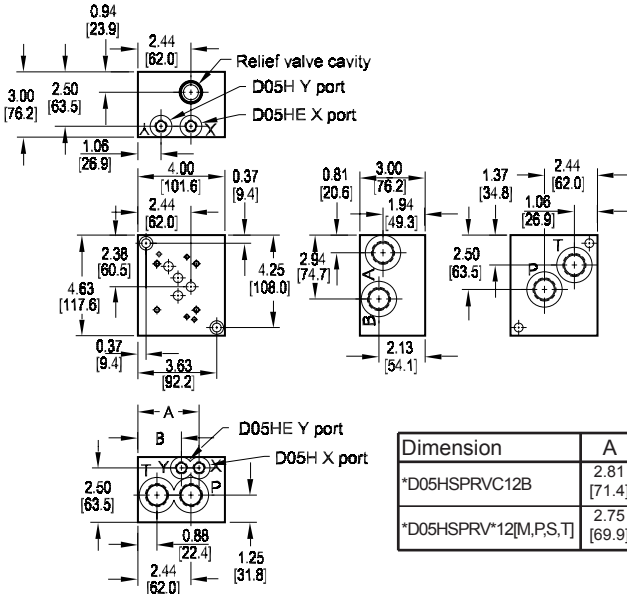 0.94
[23.9]
2.44
[62.0]
Relief valve cavity
D05H Y port
D05HE X port
3.00
[76.2]
2.50
[63.5]
Y
X
1.06
[26.9]
4.00
[101.6]
0.37
[9.4]
2.44
[62.0]
2.38
[60.5]
4.63
[117.6]
4.25
[108.0]
0.37
[9.4]
3.63
[92.2]
0.81
[20.6]
3.00
[76.2]
1.94
[49.3]
2.94
[74.7]
A
B
2.13
[54.1]
1.37
[34.8]
2.44
[62.0]
1.06
[26.9]
2.50
[63.5]
T
P
A
B
D05HE Y port
D05H X port
T Y X
P
2.50
[63.5]
0.88
[22.4]
1.25
[31.8]
2.44
[62.0]
Dimension A
*D05HSPRVC12B 2.81 [71.4]
*D05HSPRV*12[M,P,S,T] 2.75 [69.9]